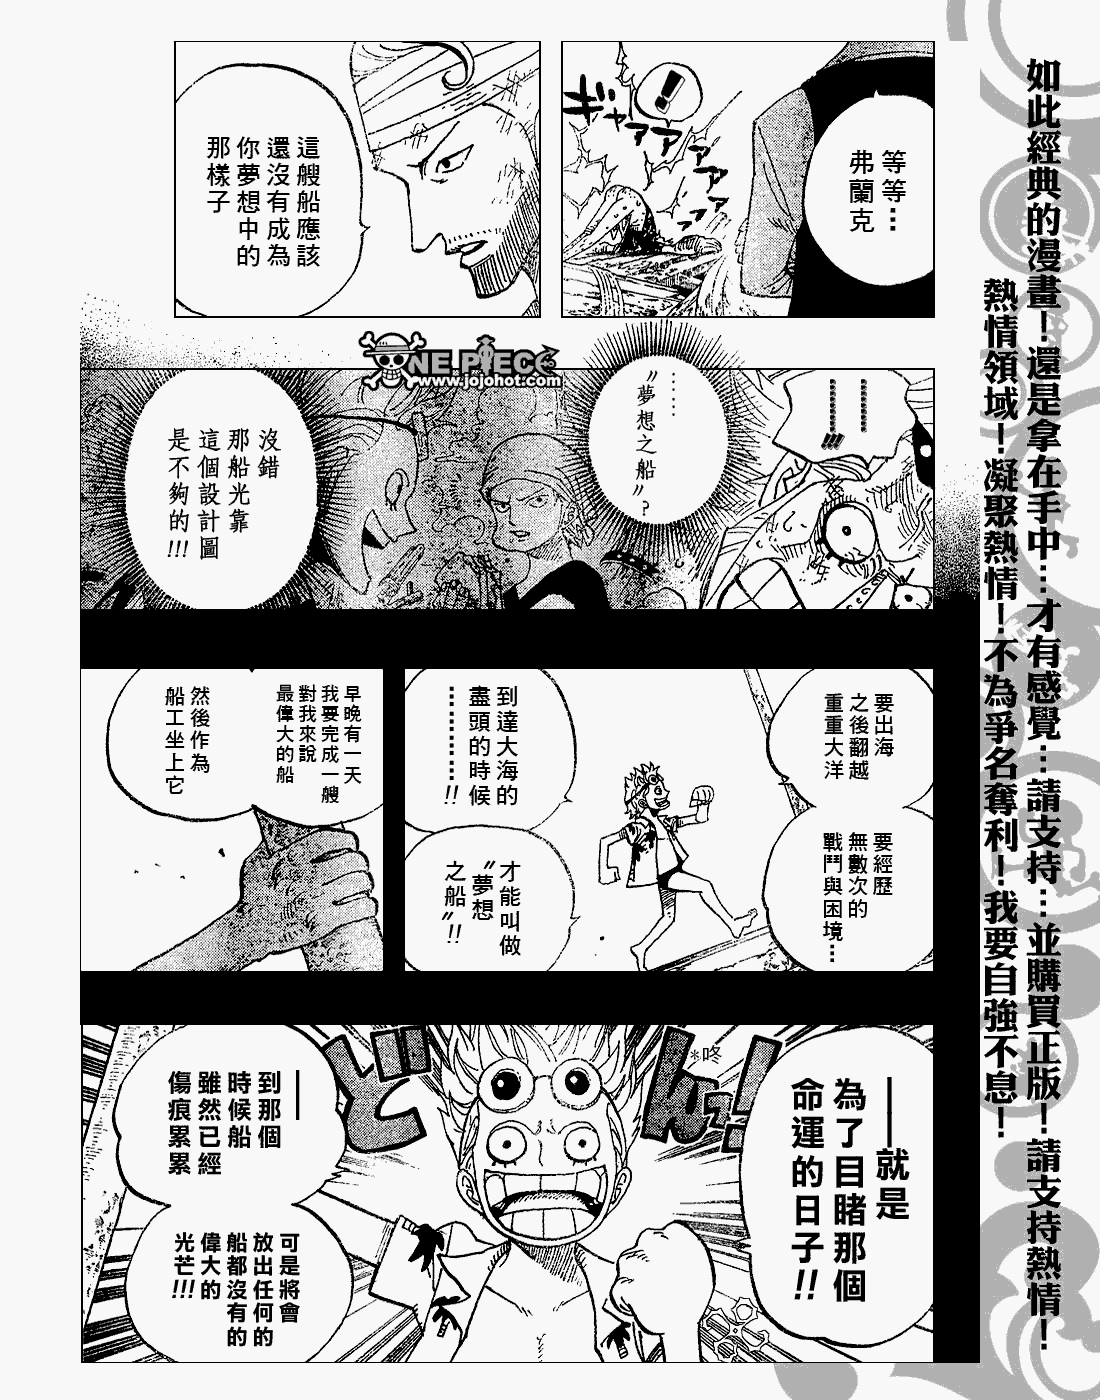 如此經典的漫畫！還是拿在手中…才有感覺…請支持…並購買正版！請支持熱情！
熱情領域！凝聚熱情！不為爭名奪利！我要自強不息！
等等…
弗蘭克
!!
ギャアアアアアア
這艘船應該
還沒有成為
你夢想中的
那樣子
ONE PIECE
www.jojohot.com
…………
…………!!!
……
〝夢想之船〞?
沒錯
那船光靠
這個設計圖
是不夠的!!!
要出海
之後翻越
重重大洋
要經歷
無數次的
戰鬥與困境…
到達大海的
盡頭的時候
…………!!
才能叫做
〝夢想
之船〞!!
早晚有一天
我要完成一艘
對我來說
最偉大的船
然後作為
船工坐上它
——就是
為了目睹那個
命運的日子!!
*咚
どんッ!!
——
到那個
時候船
雖然已經
傷痕累累
可是將會
放出任何的
船都沒有的
偉大的
光芒!!!